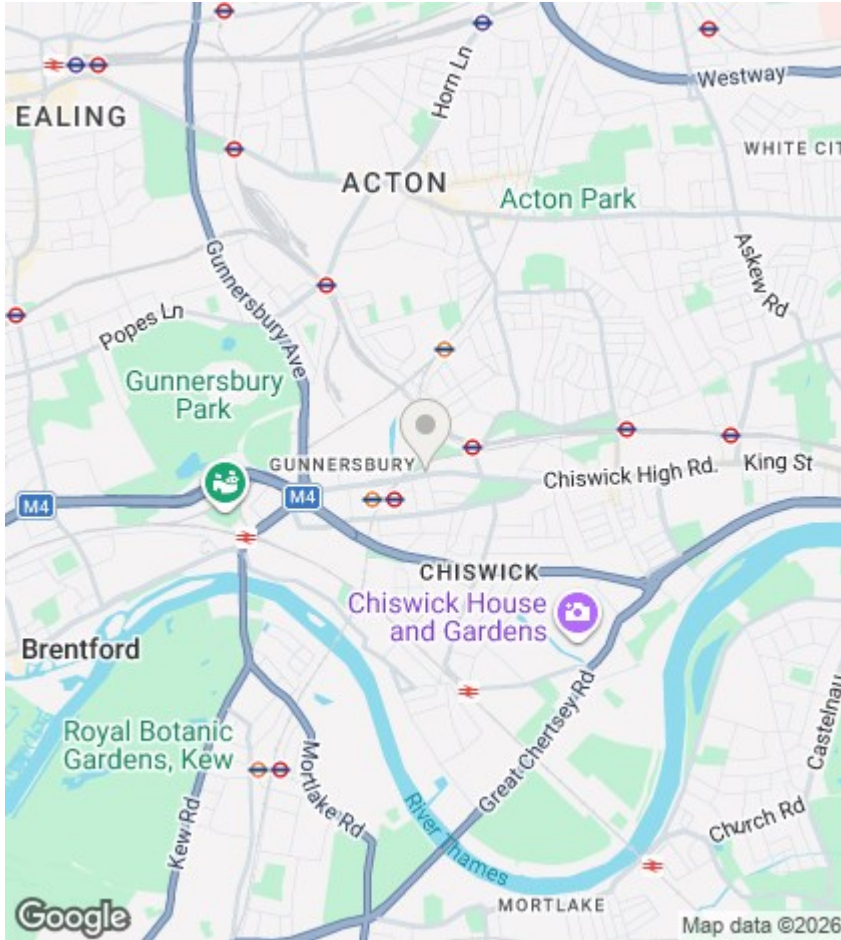 Westway
Horn Ln
EALING
WHITE CIT
ACTON
Acton Park
Askew Rd
Gunnersbury Ave
Popes Ln
Gunnersbury
Park
GUNNERSBURY
Chiswick High Rd.
King St
M4
M4
CHISWICK
Chiswick House
and Gardens
Brentford
Great Chertsey Rd
Castelnau
Royal Botanic
Gardens, Kew
Mortlake Rd
Kew Rd
River Thames
Church Rd
MORTLAKE
Google
Map data ©2026